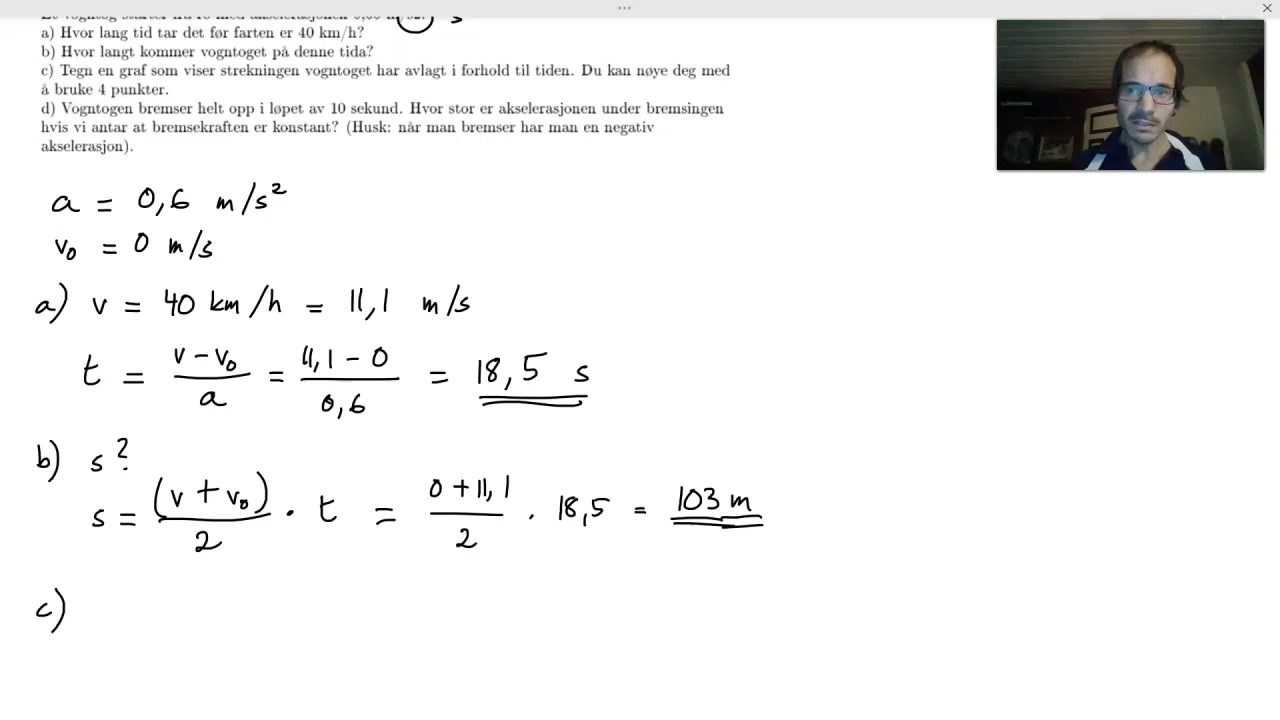 a) Hvor lang tid tar det før farten er 40 km/h?
b) Hvor langt kommer vogntoget på denne tida?
c) Tegn en graf som viser strekningen vogntoget har avlagt i forhold til tiden. Du kan nøye deg med
å bruke 4 punkter.
d) Vogntogen bremser helt opp i løpet av 10 sekund. Hvor stor er akselerasjonen under bremsingen
hvis vi antar at bremsekraften er konstant? (Husk: når man bremser har man en negativ
akselerasjon).
a = 0,6 m/s²
v₀ = 0 m/s
a) v = 40 km/h = 11,1 m/s
t = (v - v₀)/a = (11,1 - 0)/0,6 = 18,5 s
b) s?
s = (v + v₀)/2 · t = (0 + 11,1)/2 · 18,5 = 103 m
c)